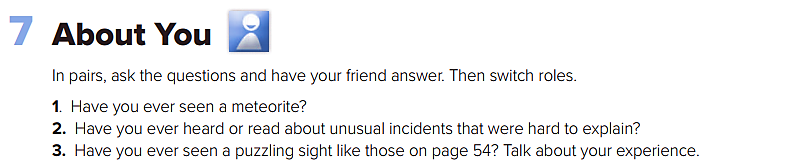 7 About You
In pairs, ask the questions and have your friend answer. Then switch roles.
1. Have you ever seen a meteorite?
2. Have you ever heard or read about unusual incidents that were hard to explain?
3. Have you ever seen a puzzling sight like those on page 54? Talk about your experience.